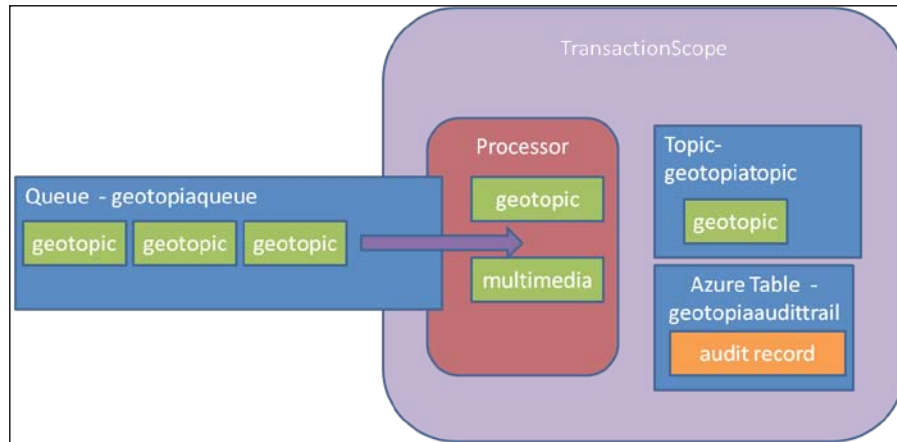 TransactionScope
Processor
geotopic
multimedia
Queue - geotopiaqueue
geotopic geotopic geotopic
Topic-
geotopiatopic
geotopic
Azure Table -
geotopiaaudittrail
audit record